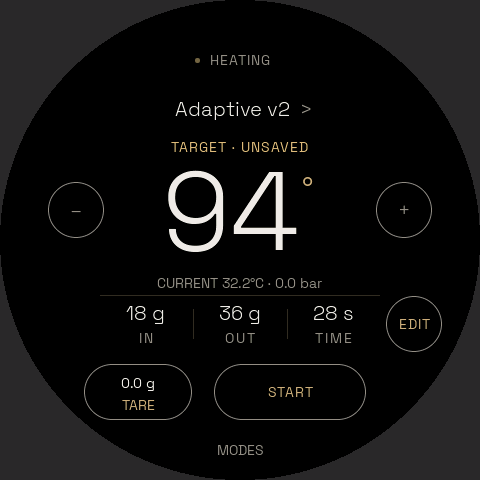 HEATING
Adaptive v2 >
TARGET · UNSAVED
94°
–
+
CURRENT 32.2°C · 0.0 bar
18 g 36 g 28 s
IN OUT TIME
EDIT
0.0 g
TARE
START
MODES